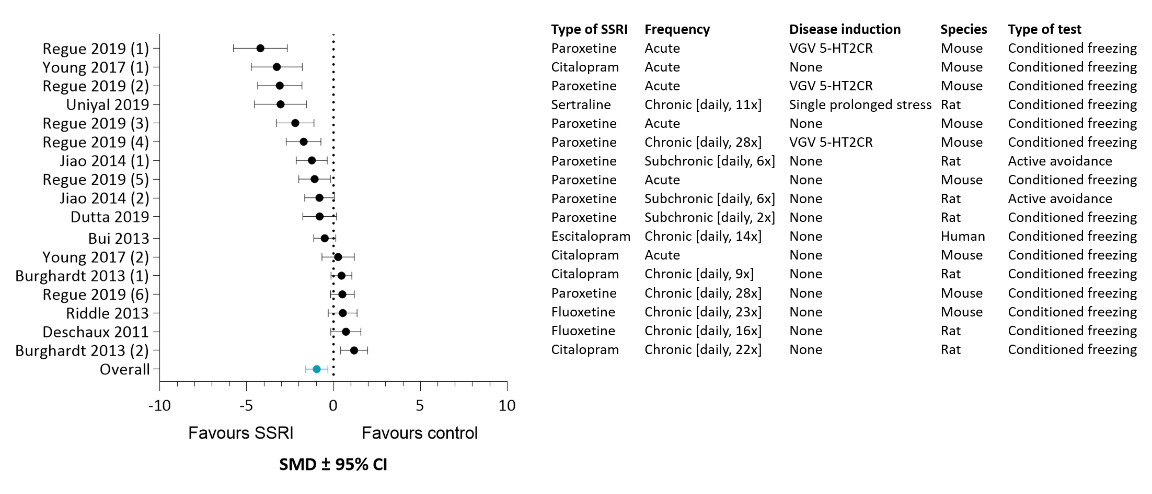 Type of SSRI Frequency Disease induction Species Type of test
Regue 2019 (1) Paroxetine Acute VGV 5-HT2CR Mouse Conditioned freezing
Young 2017 (1) Citalopram Acute None Mouse Conditioned freezing
Regue 2019 (2) Paroxetine Acute VGV 5-HT2CR Mouse Conditioned freezing
Uniyal 2019 Sertraline Chronic [daily, 11x] Single prolonged stress Rat Conditioned freezing
Regue 2019 (3) Paroxetine Acute None Mouse Conditioned freezing
Regue 2019 (4) Paroxetine Chronic [daily, 28x] VGV 5-HT2CR Mouse Conditioned freezing
Jiao 2014 (1) Paroxetine Subchronic [daily, 6x] None Rat Active avoidance
Regue 2019 (5) Paroxetine Acute None Mouse Conditioned freezing
Jiao 2014 (2) Paroxetine Subchronic [daily, 6x] None Rat Active avoidance
Dutta 2019 Paroxetine Subchronic [daily, 2x] None Rat Conditioned freezing
Bui 2013 Escitalopram Chronic [daily, 14x] None Human Conditioned freezing
Young 2017 (2) Citalopram Acute None Mouse Conditioned freezing
Burghardt 2013 (1) Citalopram Chronic [daily, 9x] None Rat Conditioned freezing
Regue 2019 (6) Paroxetine Chronic [daily, 28x] None Mouse Conditioned freezing
Riddle 2013 Fluoxetine Chronic [daily, 23x] None Mouse Conditioned freezing
Deschaux 2011 Fluoxetine Chronic [daily, 16x] None Rat Conditioned freezing
Burghardt 2013 (2) Citalopram Chronic [daily, 22x] None Rat Conditioned freezing
Overall
-10 -5 0 5 10
Favours SSRI Favours control
SMD ± 95% CI